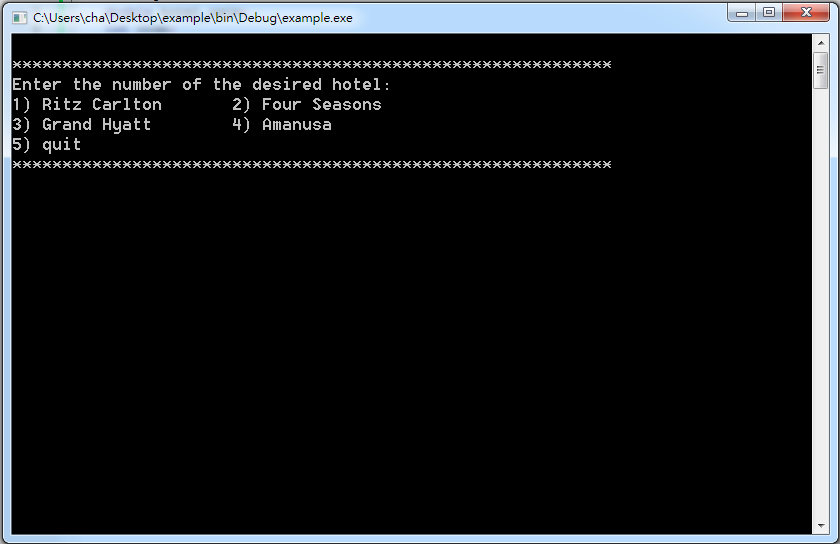 C:\Users\cha\Desktop\example\bin\Debug\example.exe
************************************************************
Enter the number of the desired hotel:
1) Ritz Carlton       2) Four Seasons
3) Grand Hyatt        4) Amanusa
5) quit
************************************************************